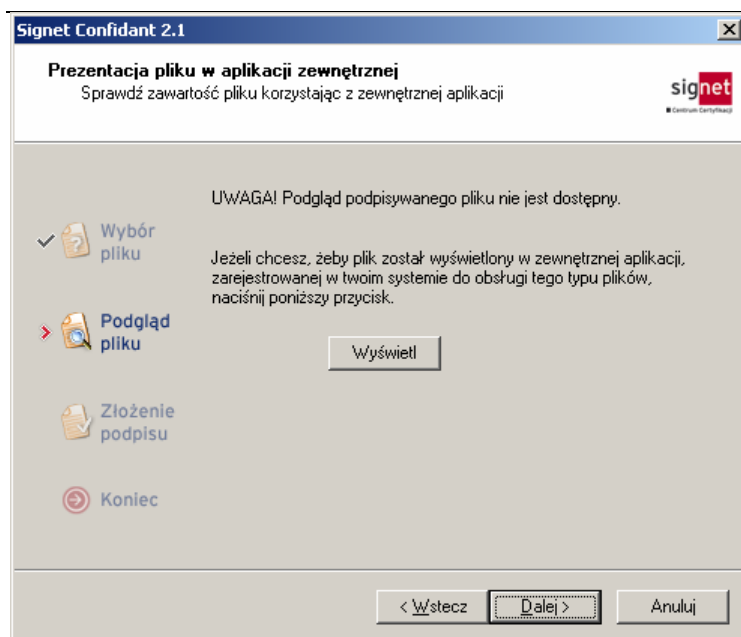 Signet Confidant 2.1
Prezentacja pliku w aplikacji zewnętrznej
Sprawdź zawartość pliku korzystając z zewnętrznej aplikacji
signet
Centrum Certyfikacji
UWAGA! Podgląd podpisywanego pliku nie jest dostępny.
Wybór
pliku
Jeżeli chcesz, żeby plik został wyświetlony w zewnętrznej aplikacji,
zarejestrowanej w twoim systemie do obsługi tego typu plików,
naciśnij poniższy przycisk.
Podgląd
pliku
Wyświetl
Złożenie
podpisu
Koniec
< Wstecz
Dalej >
Anuluj